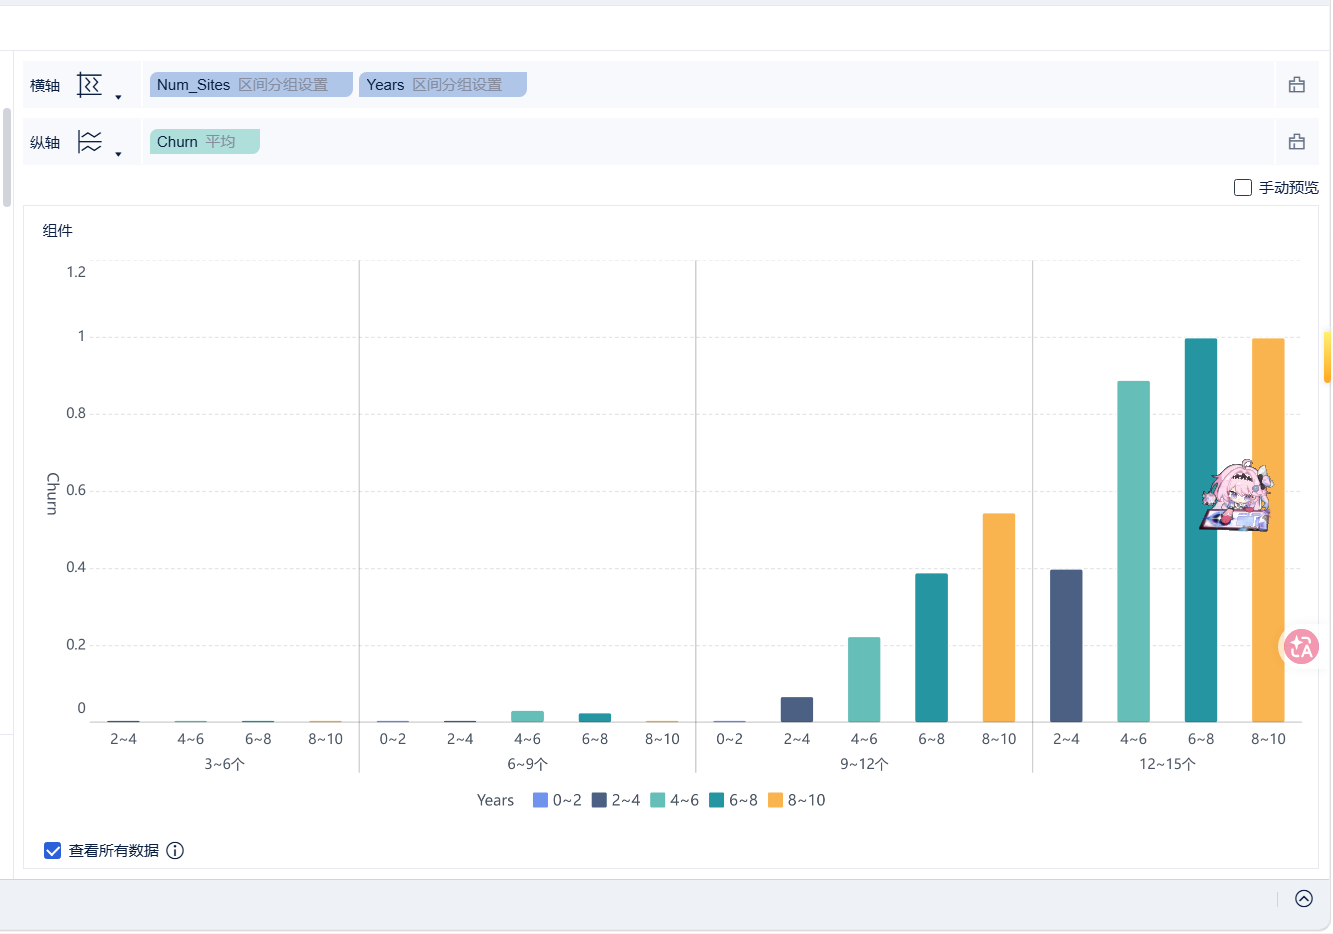 横轴 Num_Sites 区间分组设置 Years 区间分组设置
纵轴 Churn 平均
手动预览
组件
1.2
1
0.8
0.6
0.4
0.2
0
Churn
2~4 4~6 6~8 8~10 0~2 2~4 4~6 6~8 8~10 0~2 2~4 4~6 6~8 8~10 2~4 4~6 6~8 8~10
3~6个 6~9个 9~12个 12~15个
Years 0~2 2~4 4~6 6~8 8~10
查看所有数据